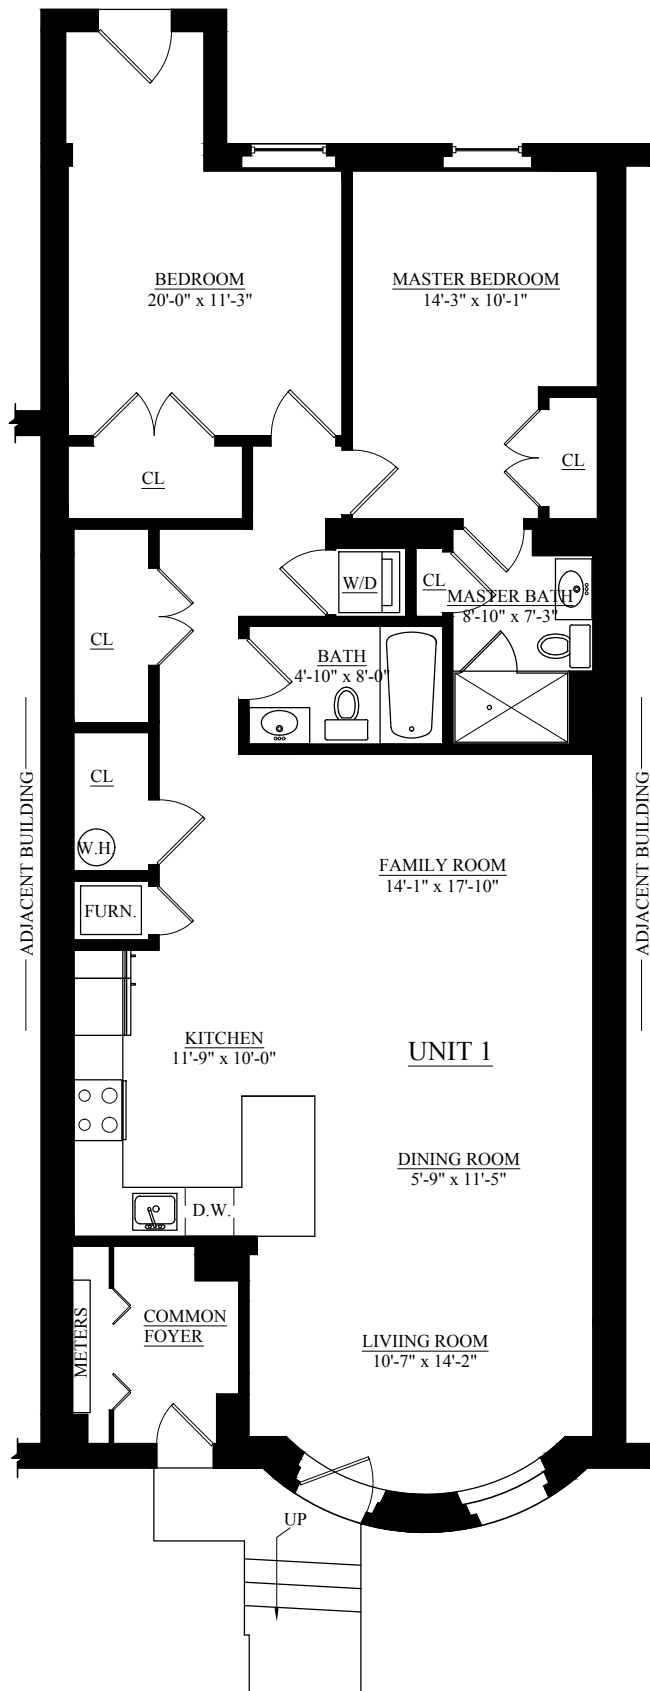 BEDROOM
20'-0" x 11'-3"
MASTER BEDROOM
14'-3" x 10'-1"
CL
CL
W/D
CL
MASTER BATH
8'-10" x 7'-3"
CL
BATH
4'-10" x 8'-0"
ADJACENT BUILDING
ADJACENT BUILDING
CL
W.H.
FAMILY ROOM
14'-1" x 17'-10"
FURN.
KITCHEN
11'-9" x 10'-0"
UNIT 1
DINING ROOM
5'-9" x 11'-5"
D.W.
METERS
COMMON
FOYER
LIVIING ROOM
10'-7" x 14'-2"
UP